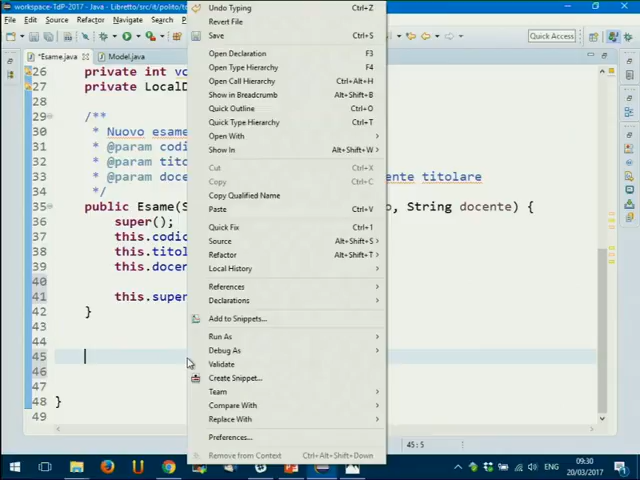 workspace-TdP-2017 - Java - Libretto/src/it/polito/
File Edit Source Refactor Navigate
Quick Access
*Esame.java
Model.java
26 private int vo
27 private LocalD
28
29 /**
30 * Nuovo esame
31 * @param codi
32 * @param tito
33 * @param doce ente titolare
34 */
35 public Esame(S o, String docente) {
36 super();
37 this.codic
38 this.titol
39 this.docen
40
41 this.super
42 }
43
44
45
46
47
48 }
49
Undo Typing Ctrl+Z
Revert File
Save Ctrl+S
Open Declaration F3
Open Type Hierarchy F4
Open Call Hierarchy Ctrl+Alt+H
Show in Breadcrumb Alt+Shift+B
Quick Outline Ctrl+O
Quick Type Hierarchy Ctrl+T
Open With
Show In Alt+Shift+W
Cut Ctrl+X
Copy Ctrl+C
Copy Qualified Name
Paste Ctrl+V
Quick Fix Ctrl+1
Source Alt+Shift+S
Refactor Alt+Shift+T
Local History
References
Declarations
Add to Snippets...
Run As
Debug As
Validate
Create Snippet...
Team
Compare With
Replace With
Preferences...
Remove from Context Ctrl+Alt+Shift+Down
45 : 5
ENG
09:30
20/03/2017